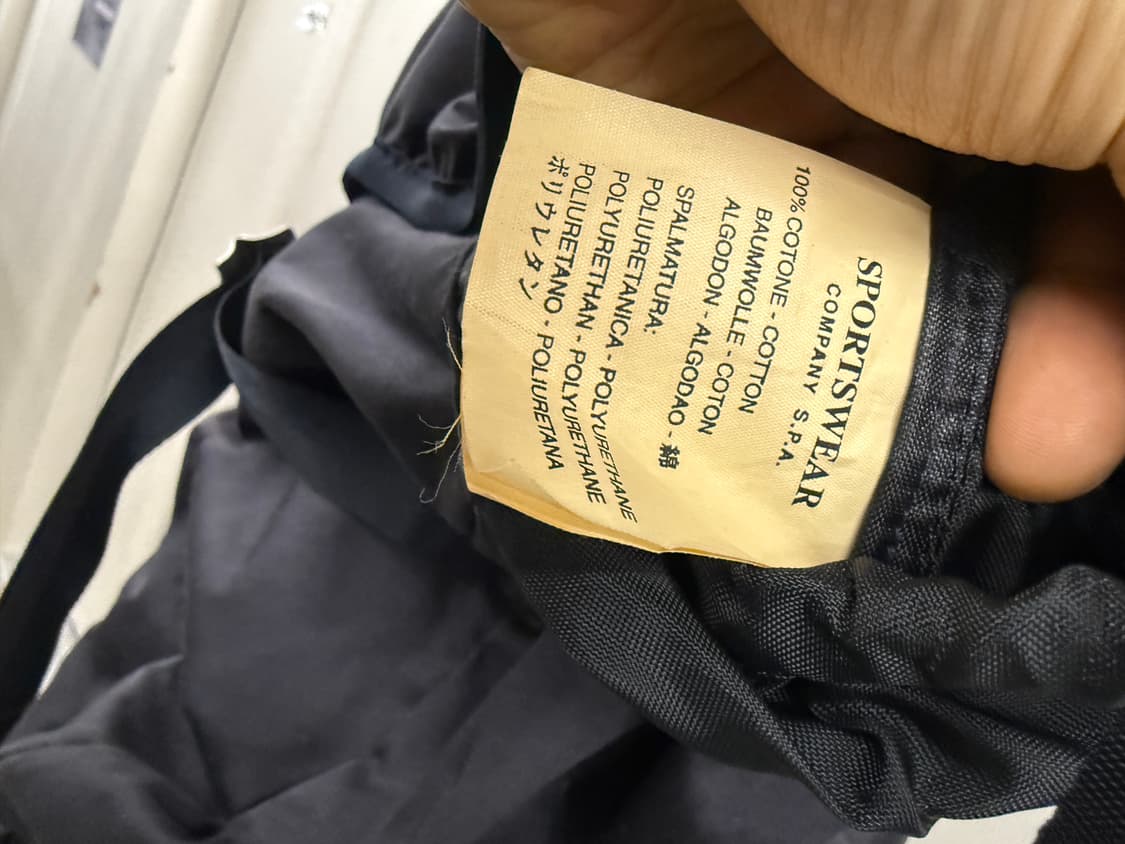 SPORTSWEAR
COMPANY S.P.A.
100% COTONE - COTTON
BAUMWOLLE - COTON
ALGODON - ALGODAO - 綿
SPALMATURA:
POLIURETANICA - POLYURETHANE
POLYURETHAN - POLYURETHANE
POLIURETANO - POLIURETANA
ポリウレタン